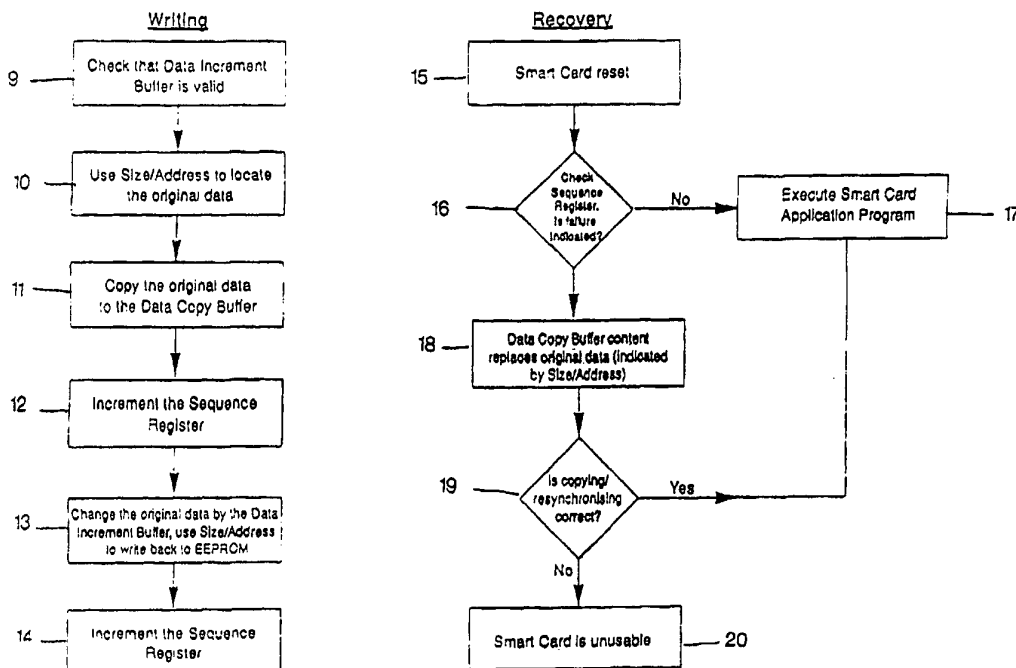 Writing
9
Check that Data Increment
Buffer is valid
10
Use Size/Address to locate
the original data
11
Copy the original data
to the Data Copy Buffer
12
Increment the Sequence
Register
13
Change the original data by the Data
Increment Buffer, use Size/Address
to write back to EEPROM
14
Increment the Sequence
Register
Recovery
15
Smart Card reset
16
Check
Sequence
Register.
Is failure
indicated?
No
Execute Smart Card
Application Program
17
18
Data Copy Buffer content
replaces original data (indicated
by Size/Address)
19
Is copying/
resynchronising
correct?
Yes
No
Smart Card is unusable
20